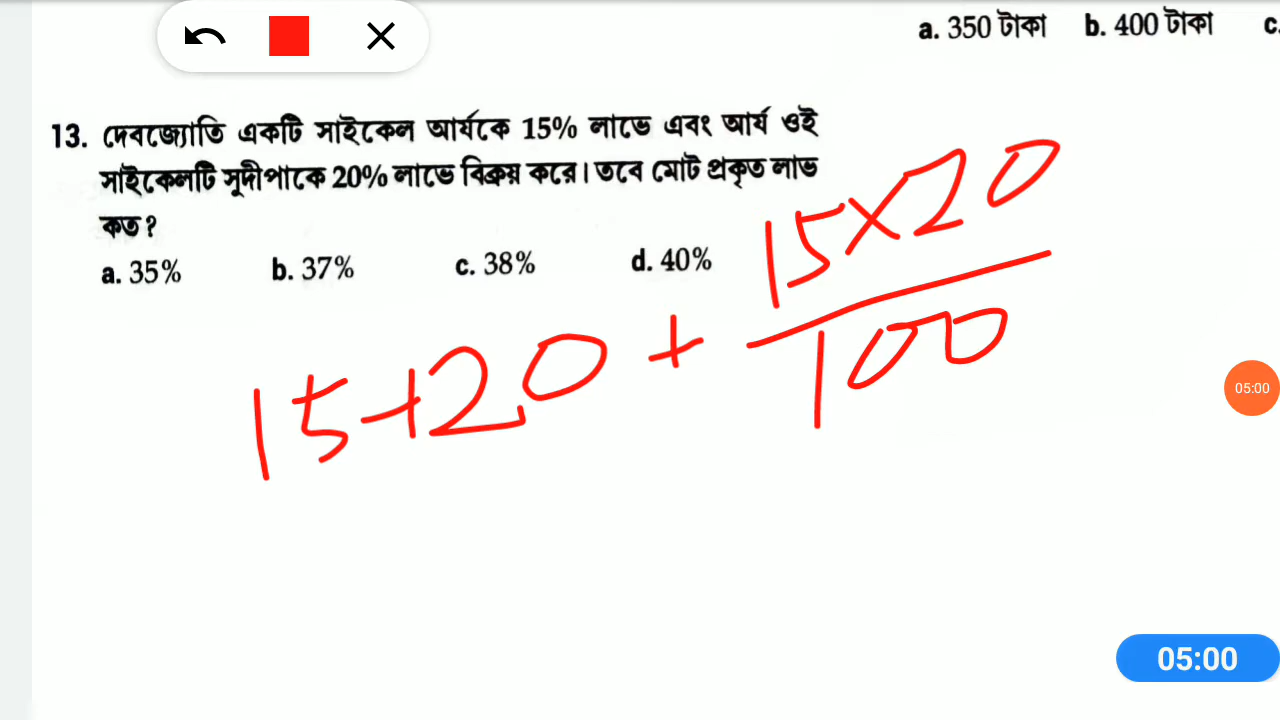 a. 350 টাকা b. 400 টাকা c.
13. দেবজ্যোতি একটি সাইকেল আর্যকে 15% লাভে এবং আর্য ওই
সাইকেলটি সুদীপাকে 20% লাভে বিক্রয় করে। তবে মোট প্রকৃত লাভ
কত?
a. 35% b. 37% c. 38% d. 40%
15+20 + 15×20
100
05:00
05:00